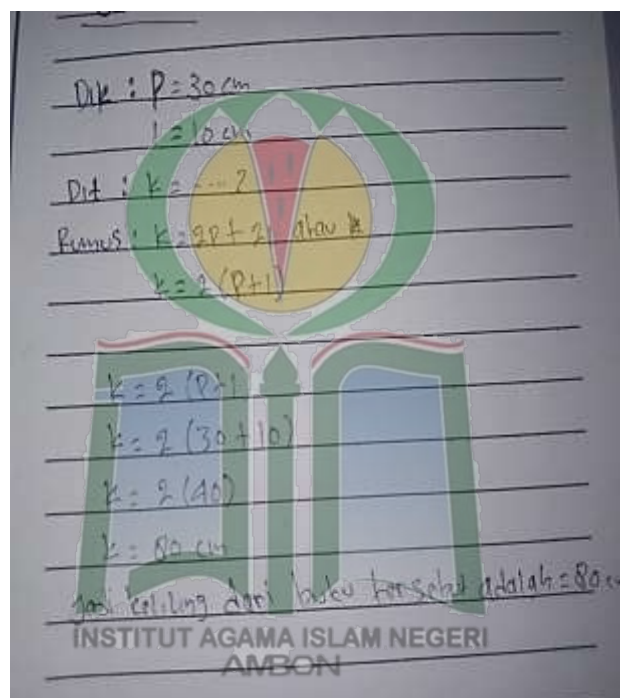 Dik : P = 30 cm
l = 10 cm
Dit : k = ... ?
Rumus : k = 2P + 2l atau
k = 2 (P + l)
k = 2 (P + l
k = 2 (30 + 10)
k = 2 (40)
k = 80 cm
Jadi keliling dari buku tersebut adalah = 80 c
INSTITUT AGAMA ISLAM NEGERI
AMBON